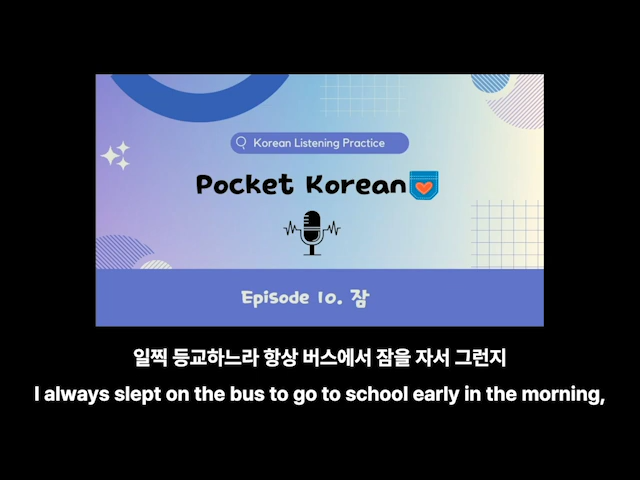 Korean Listening Practice
Pocket Korean
Episode 10. 잠
일찍 등교하느라 항상 버스에서 잠을 자서 그런지
I always slept on the bus to go to school early in the morning,